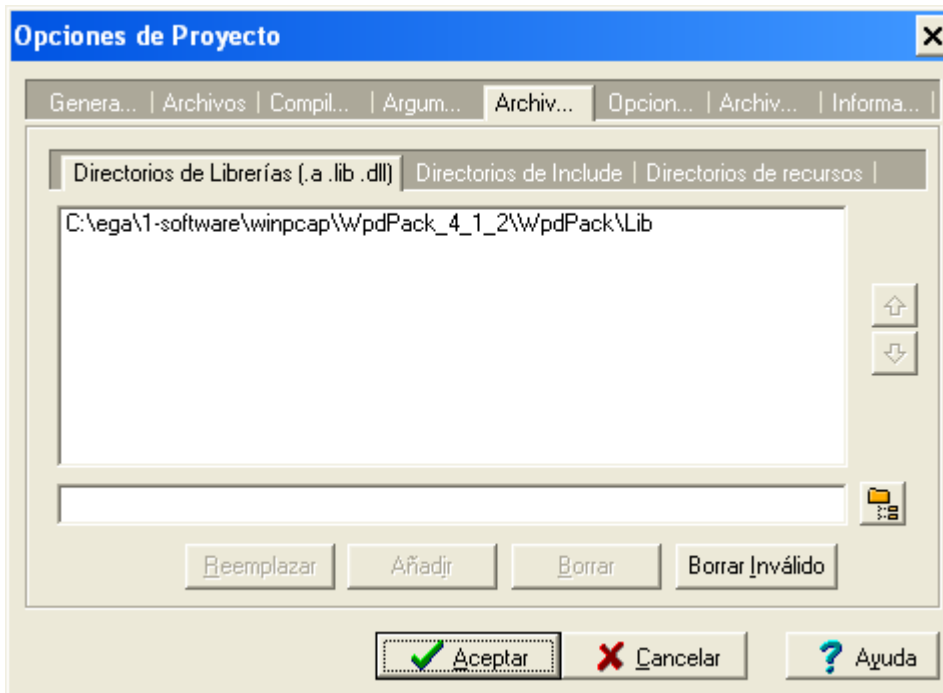 Opciones de Proyecto
Genera... | Archivos | Compil... | Argum... Archiv... Opcion... | Archiv... | Informa... |
Directorios de Librerías (.a .lib .dll) Directorios de Include | Directorios de recursos |
C:\ega\1-software\winpcap\WpdPack_4_1_2\WpdPack\Lib
Reemplazar Añadir Borrar Borrar Inválido
Aceptar Cancelar Ayuda